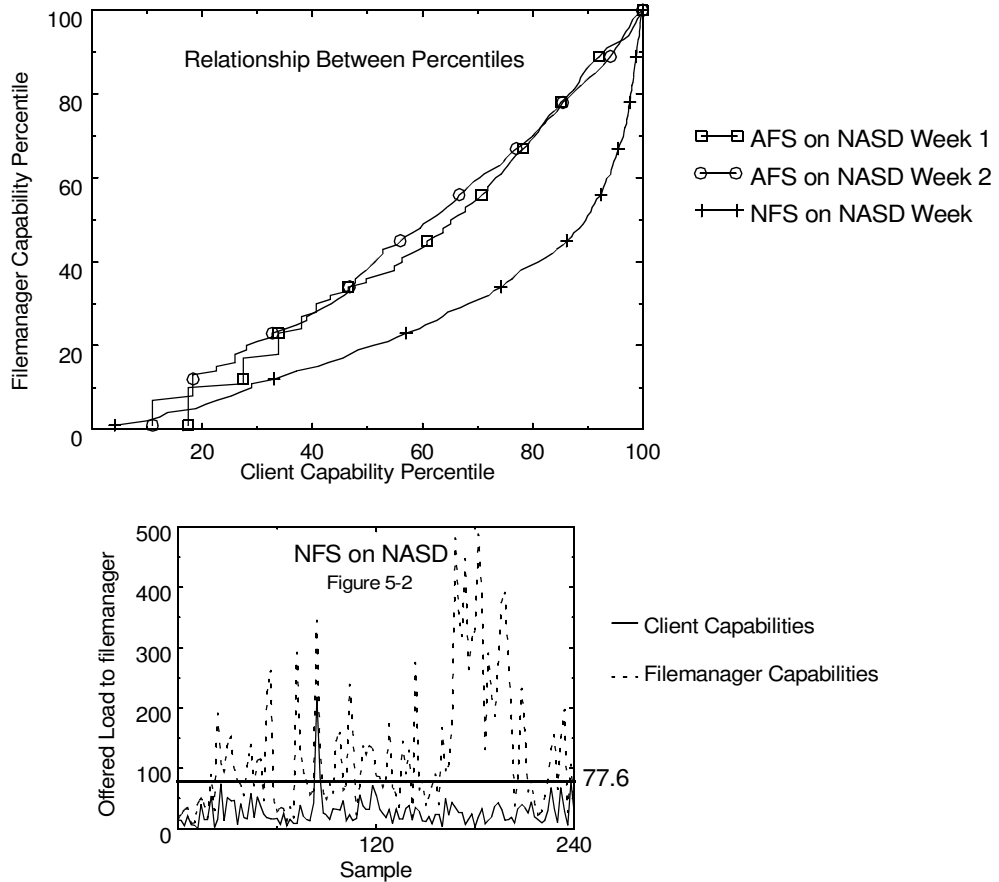 100
80
60
40
20
0
Filemanager Capability Percentile
Relationship Between Percentiles
20
40
60
80
100
Client Capability Percentile
AFS on NASD Week 1
AFS on NASD Week 2
NFS on NASD Week
500
400
300
200
100
0
Offered Load to filemanager
NFS on NASD
Figure 5-2
77.6
120
240
Sample
Client Capabilities
Filemanager Capabilities